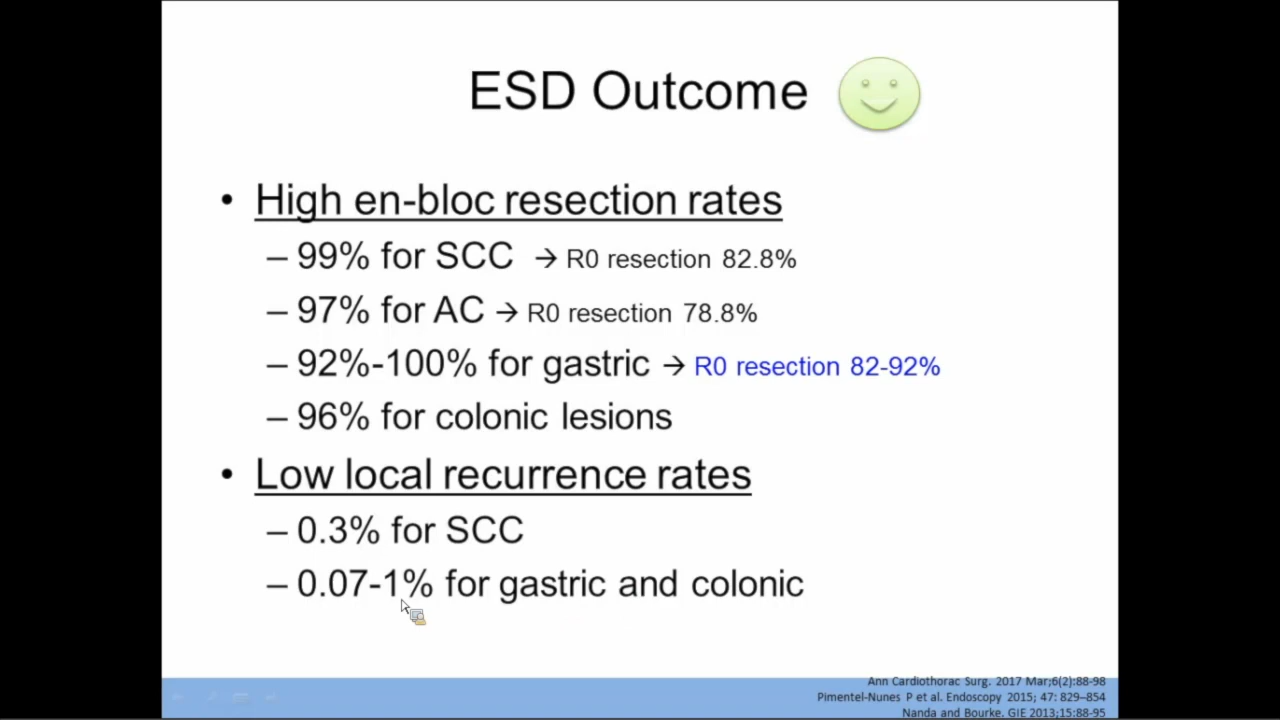 ESD Outcome
• High en-bloc resection rates
– 99% for SCC → R0 resection 82.8%
– 97% for AC → R0 resection 78.8%
– 92%-100% for gastric → R0 resection 82-92%
– 96% for colonic lesions
• Low local recurrence rates
– 0.3% for SCC
– 0.07-1% for gastric and colonic
Ann Cardiothorac Surg. 2017 Mar;6(2):88-98
Pimentel-Nunes P et al. Endoscopy 2015; 47: 829–854
Nanda and Bourke. GIE 2013;15:88-95